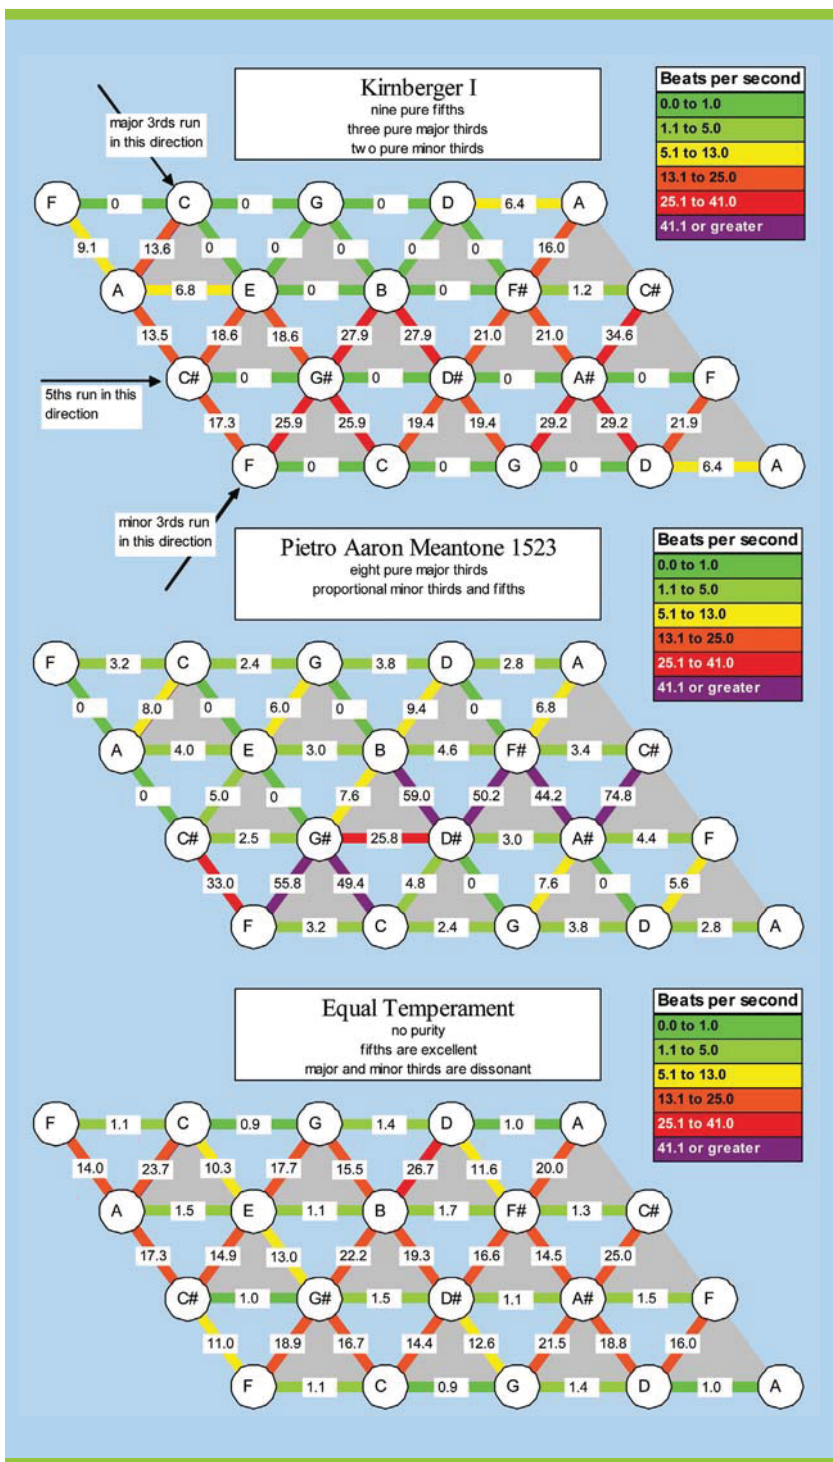 Kirnberger I
nine pure fifths
three pure major thirds
two pure minor thirds
Beats per second
0.0 to 1.0
1.1 to 5.0
5.1 to 13.0
13.1 to 25.0
25.1 to 41.0
41.1 or greater
major 3rds run
in this direction
F 0 C 0 G 0 D 6.4 A
9.1 13.6 0 0 0 0 0 16.0
A 6.8 E 0 B 0 F# 1.2 C#
13.5 18.6 18.6 27.9 27.9 21.0 21.0 34.6
5ths run in this
direction
C# 0 G# 0 D# 0 A# 0 F
17.3 25.9 25.9 19.4 19.4 29.2 29.2 21.9
F 0 C 0 G 0 D 6.4 A
minor 3rds run
in this direction
Pietro Aaron Meantone 1523
eight pure major thirds
proportional minor thirds and fifths
Beats per second
0.0 to 1.0
1.1 to 5.0
5.1 to 13.0
13.1 to 25.0
25.1 to 41.0
41.1 or greater
F 3.2 C 2.4 G 3.8 D 2.8 A
0 8.0 0 6.0 0 9.4 0 6.8
A 4.0 E 3.0 B 4.6 F# 3.4 C#
0 5.0 0 7.6 59.0 50.2 44.2 74.8
C# 2.5 G# 25.8 D# 3.0 A# 4.4 F
33.0 55.8 49.4 4.8 0 7.6 0 5.6
F 3.2 C 2.4 G 3.8 D 2.8 A
Equal Temperament
no purity
fifths are excellent
major and minor thirds are dissonant
Beats per second
0.0 to 1.0
1.1 to 5.0
5.1 to 13.0
13.1 to 25.0
25.1 to 41.0
41.1 or greater
F 1.1 C 0.9 G 1.4 D 1.0 A
14.0 23.7 10.3 17.7 15.5 26.7 11.6 20.0
A 1.5 E 1.1 B 1.7 F# 1.3 C#
17.3 14.9 13.0 22.2 19.3 16.6 14.5 25.0
C# 1.0 G# 1.5 D# 1.1 A# 1.5 F
11.0 18.9 16.7 14.4 12.6 21.5 18.8 16.0
F 1.1 C 0.9 G 1.4 D 1.0 A